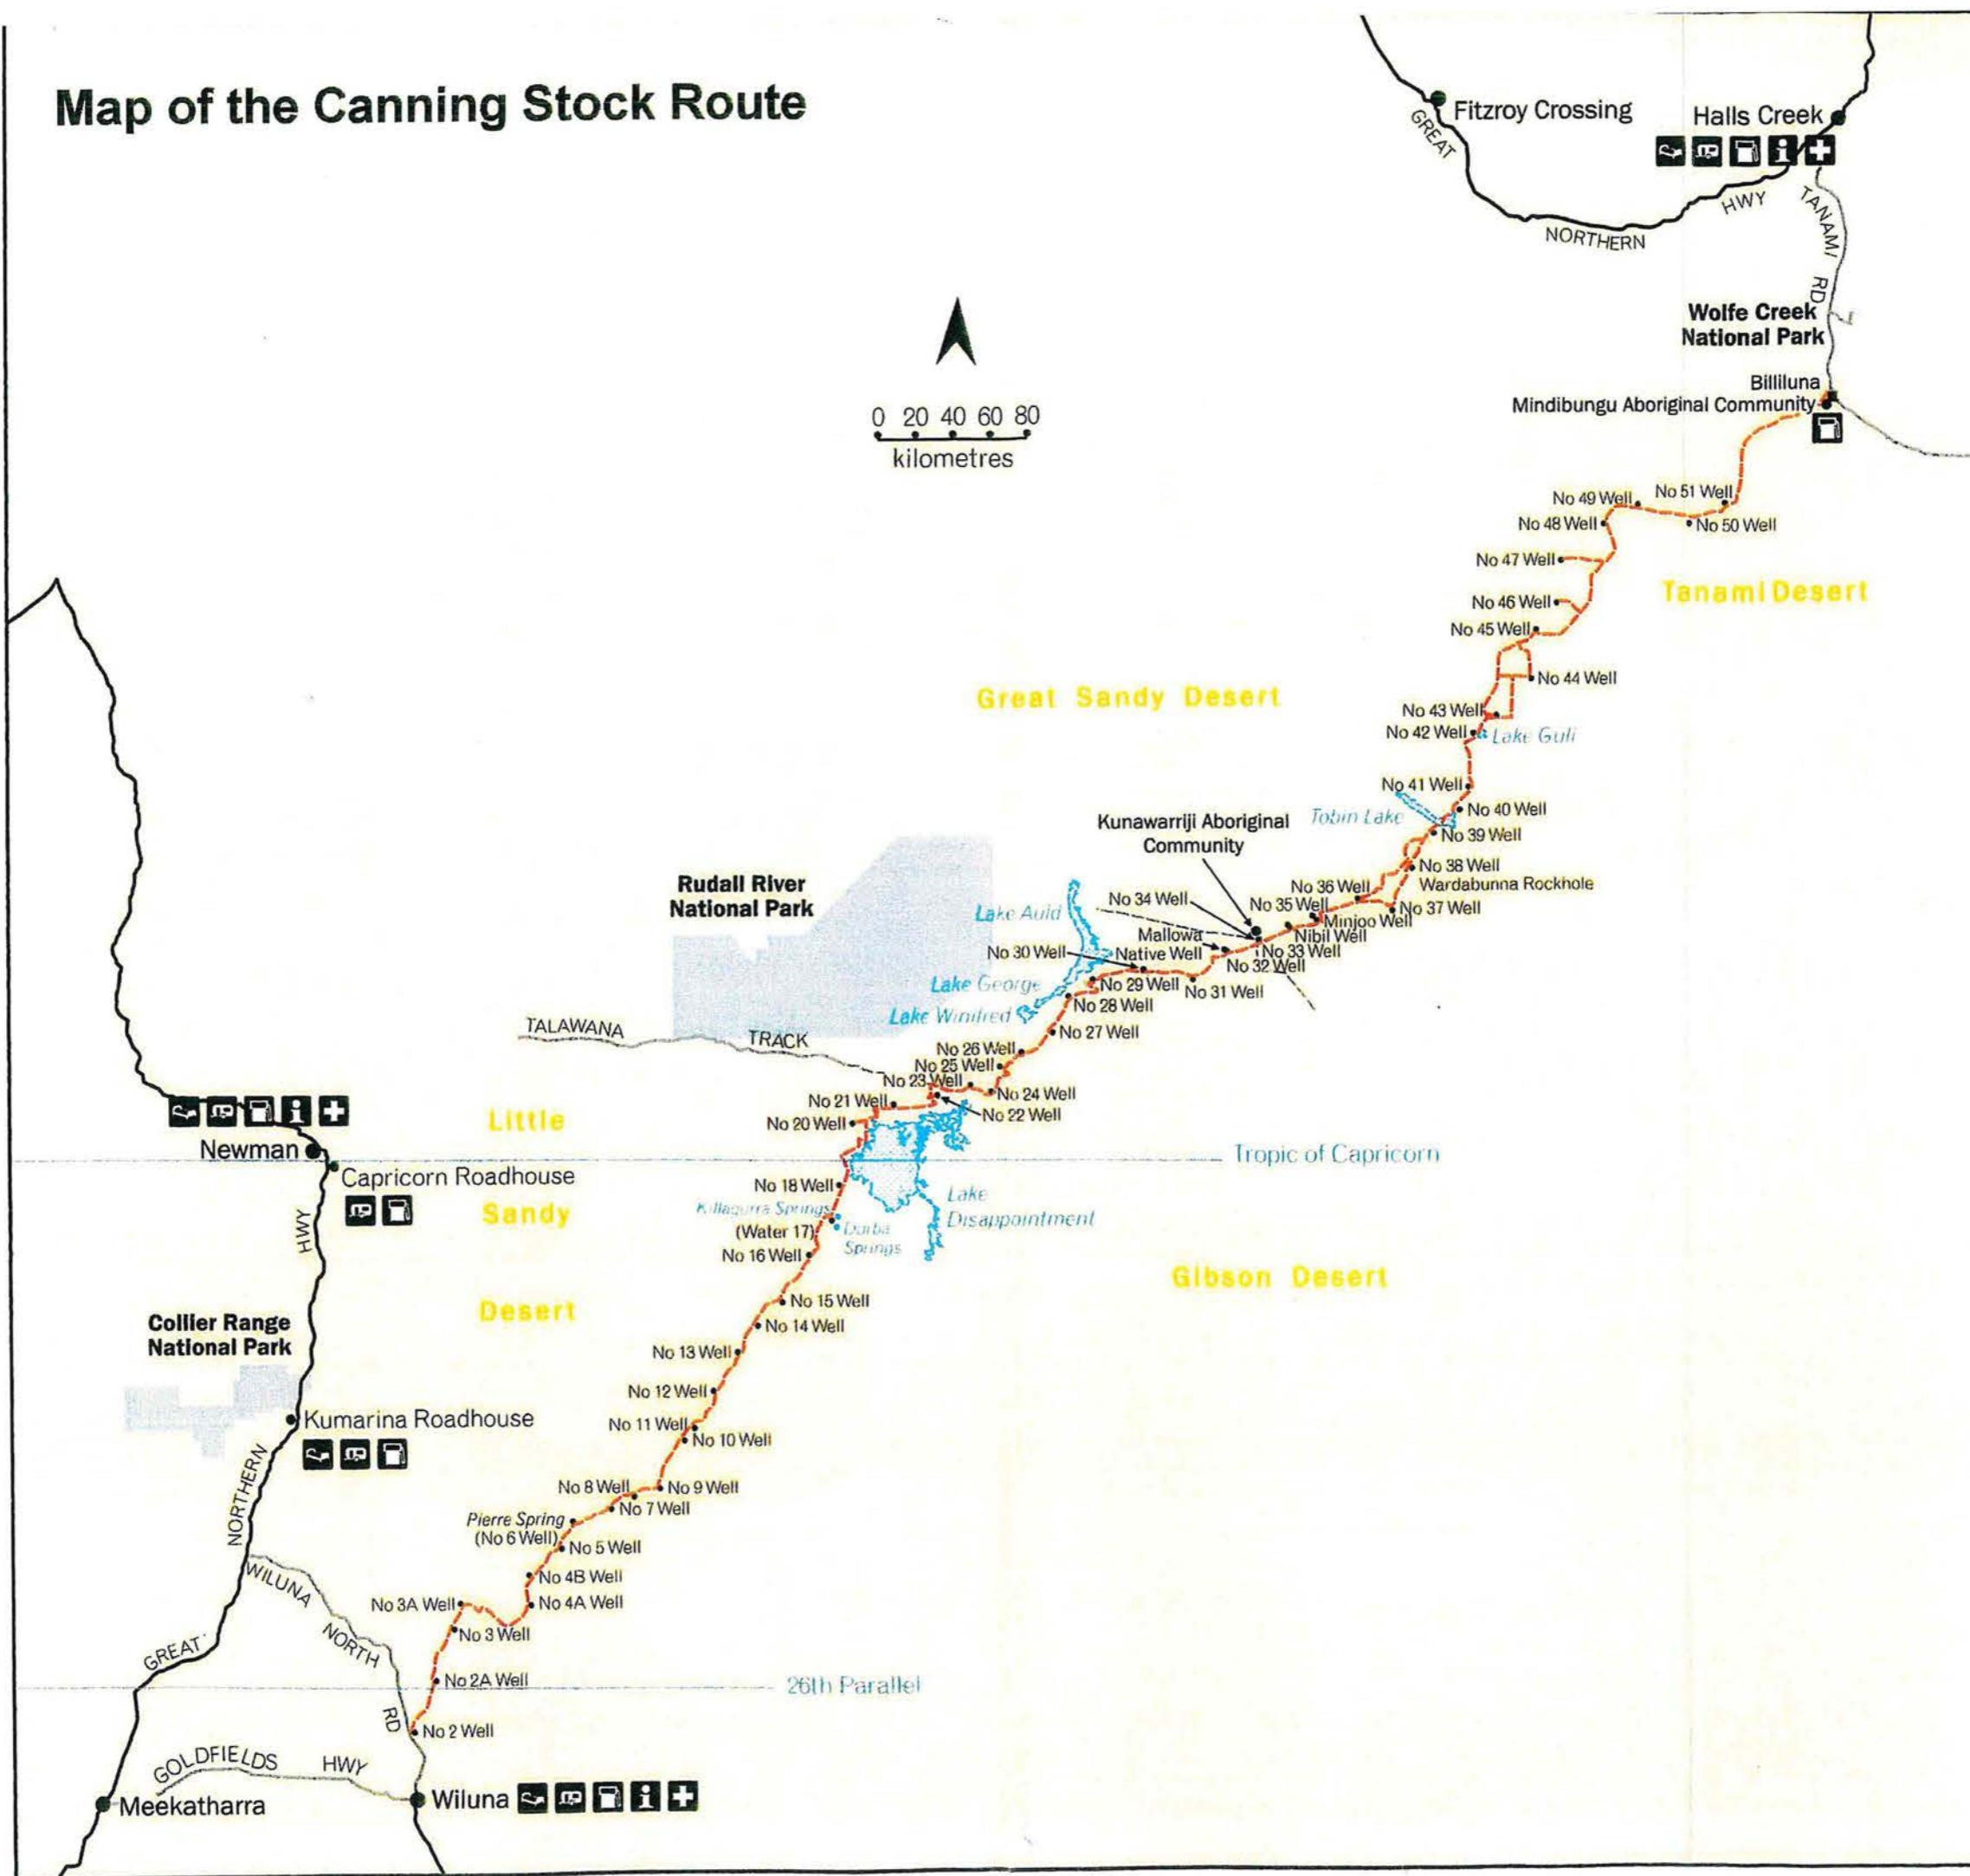 Map of the Canning Stock Route
Fitzroy Crossing
Halls Creek
GREAT
NORTHERN
HWY
TANAMI
RD
Wolfe Creek
National Park
0 20 40 60 80
kilometres
Billiluna
Mindibungu Aboriginal Community
No 49 Well
No 51 Well
No 48 Well
No 50 Well
No 47 Well
Tanami Desert
No 46 Well
No 45 Well
No 44 Well
Great Sandy Desert
No 43 Well
No 42 Well
Lake Guli
No 41 Well
No 40 Well
Tobin Lake
Kunawarriji Aboriginal
Community
No 39 Well
No 38 Well
Wardabunna Rockhole
Rudall River
National Park
No 36 Well
No 34 Well
No 35 Well
No 37 Well
Lake Auld
Minjoo Well
Mallowa
Native Well
Nibil Well
No 33 Well
No 30 Well
No 32 Well
Lake George
No 29 Well
No 31 Well
No 28 Well
Lake Winifred
TALAWANA
TRACK
No 27 Well
No 26 Well
No 25 Well
No 23 Well
No 24 Well
No 21 Well
No 22 Well
No 20 Well
Little
Newman
Tropic of Capricorn
Capricorn Roadhouse
No 18 Well
Sandy
Killagurra Springs
(Water 17)
Durba
Springs
Lake
Disappointment
HWY
No 16 Well
Gibson Desert
No 15 Well
Desert
Collier Range
National Park
No 14 Well
No 13 Well
No 12 Well
Kumarina Roadhouse
No 11 Well
No 10 Well
NORTHERN
No 8 Well
No 9 Well
No 7 Well
Pierre Spring
(No 6 Well)
No 5 Well
WILUNA
No 4B Well
No 3A Well
No 4A Well
GREAT
NORTH
No 3 Well
No 2A Well
26th Parallel
RD
No 2 Well
GOLDFIELDS
HWY
Meekatharra
Wiluna